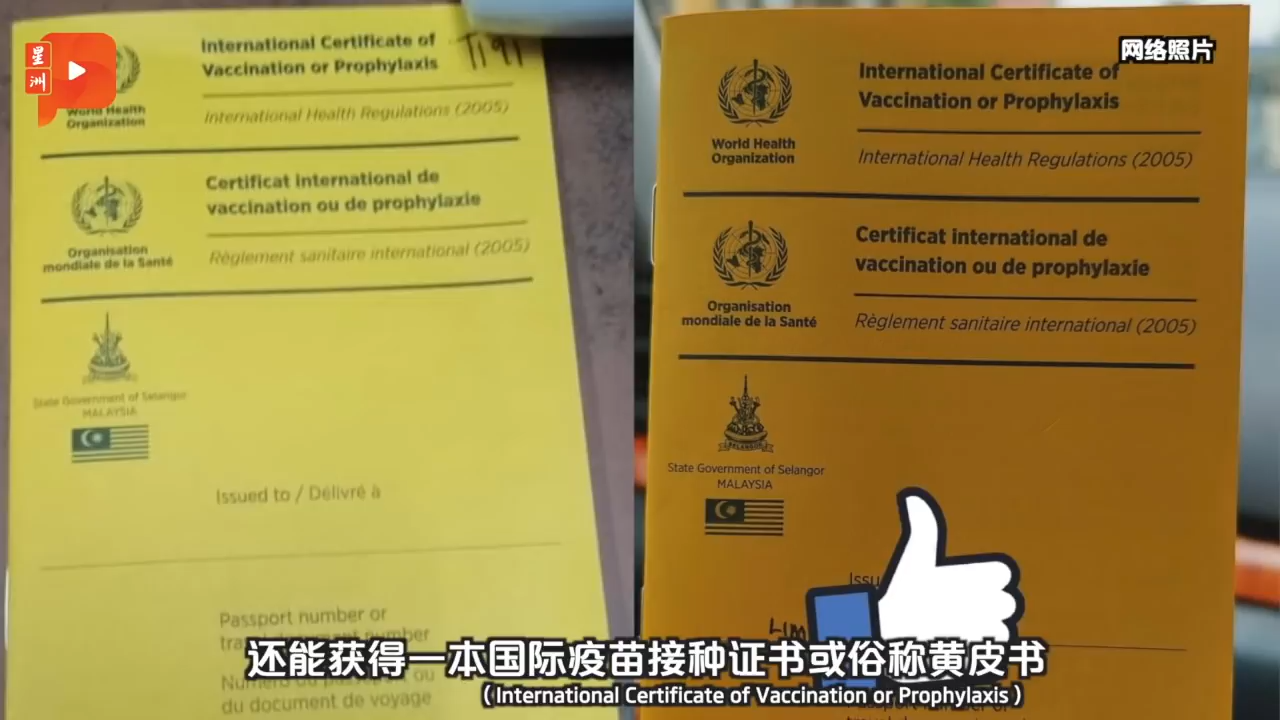 星洲
International Certificate of
Vaccination or Prophylaxis
International Health Regulations (2005)
World Health
Organization
Certificat international de
vaccination ou de prophylaxie
Règlement sanitaire international (2005)
Organisation
mondiale de la Santé
State Government of Selangor
MALAYSIA
Issued to / Délivré à
Passport number or
travel document number
du document de voyage
网络照片
International Certificate of
Vaccination or Prophylaxis
International Health Regulations (2005)
World Health
Organization
Certificat international de
vaccination ou de prophylaxie
Règlement sanitaire international (2005)
Organisation
mondiale de la Santé
SELANGOR
State Government of Selangor
MALAYSIA
Issu
LIM
还能获得一本国际疫苗接种证书或俗称黄皮书
(International Certificate of Vaccination or Prophylaxis)